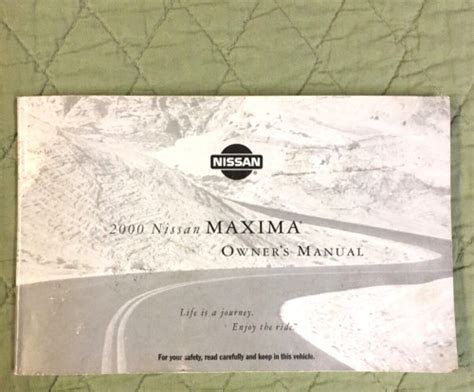 NISSAN
2000 Nissan MAXIMA®
OWNER'S MANUAL
Life is a journey.
Enjoy the ride.™
For your safety, read carefully and keep in this vehicle.